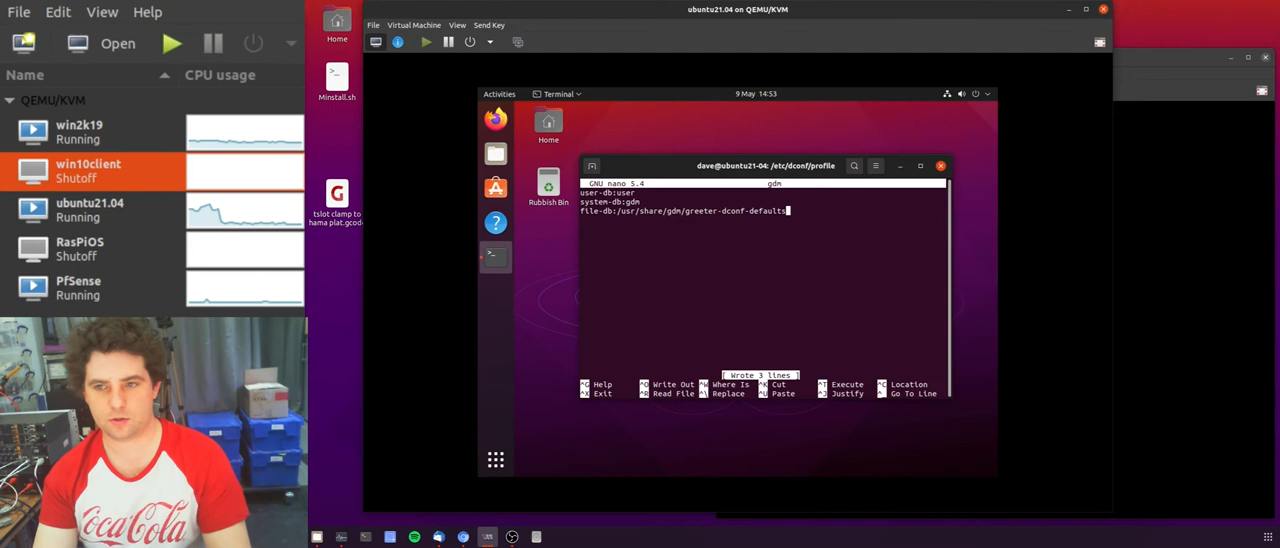 File Edit View Help
Open
Name CPU usage
QEMU/KVM
win2k19
Running
win10client
Shutoff
ubuntu21.04
Running
RasPiOS
Shutoff
PfSense
Running
Coca-Cola
Home
Minstall.sh
tslot clamp to
hama plat.gcode
ubuntu21.04 on QEMU/KVM
File Virtual Machine View Send Key
Activities Terminal 9 May 14:53
Home
Rubbish Bin
dave@ubuntu21-04: /etc/dconf/profile
GNU nano 5.4 gdm
user-db:user
system-db:gdm
file-db:/usr/share/gdm/greeter-dconf-defaults
[ Wrote 3 lines ]
^G Help ^O Write Out ^W Where Is ^K Cut ^T Execute ^C Location
^X Exit ^R Read File ^\ Replace ^U Paste ^J Justify ^_ Go To Line